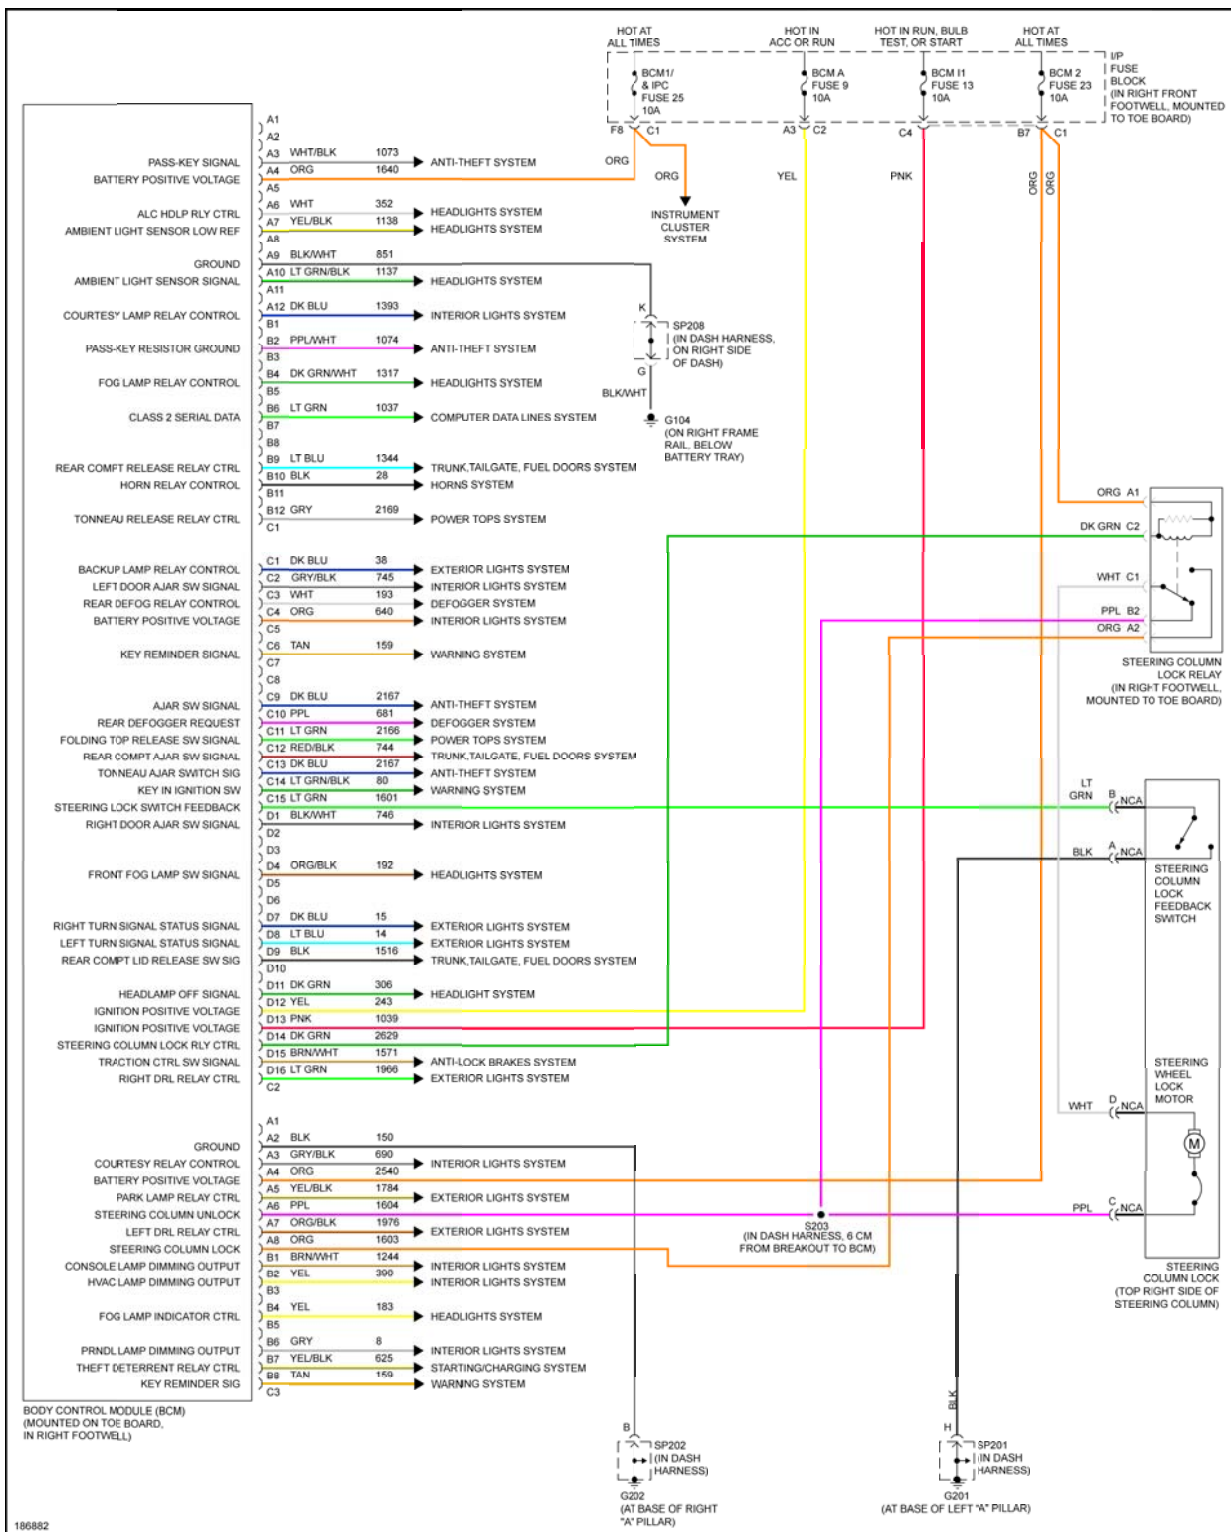 HOT AT
ALL TIMES
HOT IN
ACC OR RUN
HOT IN RUN, BULB
TEST, OR START
HOT AT
ALL TIMES
BCM1/
& IPC
FUSE 25
10A
BCM A
FUSE 9
10A
BCM I1
FUSE 13
10A
BCM 2
FUSE 23
10A
I/P
FUSE
BLOCK
(IN RIGHT FRONT
FOOTWELL, MOUNTED
TO TOE BOARD)
F8 C1
A3 C2
C4
B7 C1
ORG
ORG
YEL
PNK
ORG
ORG
INSTRUMENT
CLUSTER
SYSTEM
A1
A2
PASS-KEY SIGNAL A3 WHT/BLK 1073 ANTI-THEFT SYSTEM
BATTERY POSITIVE VOLTAGE A4 ORG 1640
A5
ALC HDLP RLY CTRL A6 WHT 352 HEADLIGHTS SYSTEM
AMBIENT LIGHT SENSOR LOW REF A7 YEL/BLK 1138 HEADLIGHTS SYSTEM
A8
GROUND A9 BLK/WHT 851
AMBIENT LIGHT SENSOR SIGNAL A10 LT GRN/BLK 1137 HEADLIGHTS SYSTEM
A11
COURTESY LAMP RELAY CONTROL A12 DK BLU 1393 INTERIOR LIGHTS SYSTEM
B1
PASS-KEY RESISTOR GROUND B2 PPL/WHT 1074 ANTI-THEFT SYSTEM
B3
FOG LAMP RELAY CONTROL B4 DK GRN/WHT 1317 HEADLIGHTS SYSTEM
B5
CLASS 2 SERIAL DATA B6 LT GRN 1037 COMPUTER DATA LINES SYSTEM
B7
B8
REAR COMPT RELEASE RELAY CTRL B9 LT BLU 1344 TRUNK,TAILGATE, FUEL DOORS SYSTEM
HORN RELAY CONTROL B10 BLK 28 HORNS SYSTEM
B11
TONNEAU RELEASE RELAY CTRL B12 GRY 2169 POWER TOPS SYSTEM
C1
K
SP208
(IN DASH HARNESS,
ON RIGHT SIDE
OF DASH)
G
BLK/WHT
G104
(ON RIGHT FRAME
RAIL, BELOW
BATTERY TRAY)
BACKUP LAMP RELAY CONTROL C1 DK BLU 38 EXTERIOR LIGHTS SYSTEM
LEFT DOOR AJAR SW SIGNAL C2 GRY/BLK 745 INTERIOR LIGHTS SYSTEM
REAR DEFOG RELAY CONTROL C3 WHT 193 DEFOGGER SYSTEM
BATTERY POSITIVE VOLTAGE C4 ORG 640 INTERIOR LIGHTS SYSTEM
C5
KEY REMINDER SIGNAL C6 TAN 159 WARNING SYSTEM
C7
C8
AJAR SW SIGNAL C9 DK BLU 2167 ANTI-THEFT SYSTEM
REAR DEFOGGER REQUEST C10 PPL 681 DEFOGGER SYSTEM
FOLDING TOP RELEASE SW SIGNAL C11 LT GRN 2166 POWER TOPS SYSTEM
REAR COMPT AJAR SW SIGNAL C12 RED/BLK 744 TRUNK,TAILGATE, FUEL DOORS SYSTEM
TONNEAU AJAR SWITCH SIG C13 DK BLU 2167 ANTI-THEFT SYSTEM
KEY IN IGNITION SW C14 LT GRN/BLK 80 WARNING SYSTEM
STEERING LOCK SWITCH FEEDBACK C15 LT GRN 1601
RIGHT DOOR AJAR SW SIGNAL D1 BLK/WHT 746 INTERIOR LIGHTS SYSTEM
D2
D3
FRONT FOG LAMP SW SIGNAL D4 ORG/BLK 192 HEADLIGHTS SYSTEM
D5
D6
RIGHT TURN SIGNAL STATUS SIGNAL D7 DK BLU 15 EXTERIOR LIGHTS SYSTEM
LEFT TURN SIGNAL STATUS SIGNAL D8 LT BLU 14 EXTERIOR LIGHTS SYSTEM
REAR COMPT LID RELEASE SW SIG D9 BLK 1516 TRUNK,TAILGATE, FUEL DOORS SYSTEM
D10
HEADLAMP OFF SIGNAL D11 DK GRN 306 HEADLIGHT SYSTEM
IGNITION POSITIVE VOLTAGE D12 YEL 243
IGNITION POSITIVE VOLTAGE D13 PNK 1039
STEERING COLUMN LOCK RLY CTRL D14 DK GRN 2629
TRACTION CTRL SW SIGNAL D15 BRN/WHT 1571 ANTI-LOCK BRAKES SYSTEM
RIGHT DRL RELAY CTRL D16 LT GRN 1966 EXTERIOR LIGHTS SYSTEM
C2
A1
GROUND A2 BLK 150
COURTESY RELAY CONTROL A3 GRY/BLK 690 INTERIOR LIGHTS SYSTEM
BATTERY POSITIVE VOLTAGE A4 ORG 2540
PARK LAMP RELAY CTRL A5 YEL/BLK 1784 EXTERIOR LIGHTS SYSTEM
STEERING COLUMN UNLOCK A6 PPL 1604
LEFT DRL RELAY CTRL A7 ORG/BLK 1976 EXTERIOR LIGHTS SYSTEM
STEERING COLUMN LOCK A8 ORG 1603
CONSOLE LAMP DIMMING OUTPUT B1 BRN/WHT 1244 INTERIOR LIGHTS SYSTEM
HVAC LAMP DIMMING OUTPUT B2 YEL 390 INTERIOR LIGHTS SYSTEM
B3
FOG LAMP INDICATOR CTRL B4 YEL 183 HEADLIGHTS SYSTEM
B5
PRNDL LAMP DIMMING OUTPUT B6 GRY 8 INTERIOR LIGHTS SYSTEM
THEFT DETERRENT RELAY CTRL B7 YEL/BLK 625 STARTING/CHARGING SYSTEM
KEY REMINDER SIG B8 TAN 159 WARNING SYSTEM
C3
BODY CONTROL MODULE (BCM)
(MOUNTED ON TOE BOARD,
IN RIGHT FOOTWELL)
ORG A1
DK GRN C2
WHT C1
PPL B2
ORG A2
STEERING COLUMN
LOCK RELAY
(IN RIGHT FOOTWELL,
MOUNTED TO TOE BOARD)
LT
GRN B NCA
BLK A NCA
STEERING
COLUMN
LOCK
FEEDBACK
SWITCH
STEERING
WHEEL
LOCK
MOTOR
WHT D NCA
M
PPL C NCA
S203
(IN DASH HARNESS, 6 CM
FROM BREAKOUT TO BCM)
STEERING
COLUMN LOCK
(TOP RIGHT SIDE OF
STEERING COLUMN)
B
SP202
(IN DASH
HARNESS)
G202
(AT BASE OF RIGHT
"A" PILLAR)
BLK
H
SP201
(IN DASH
HARNESS)
G201
(AT BASE OF LEFT "A" PILLAR)
186882